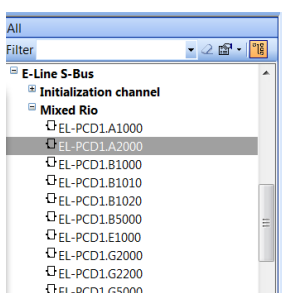 All
Filter
E-Line S-Bus
Initialization channel
Mixed Rio
EL-PCD1.A1000
EL-PCD1.A2000
EL-PCD1.B1000
EL-PCD1.B1010
EL-PCD1.B1020
EL-PCD1.B5000
EL-PCD1.E1000
EL-PCD1.G2000
EL-PCD1.G2200
EL-PCD1.G5000